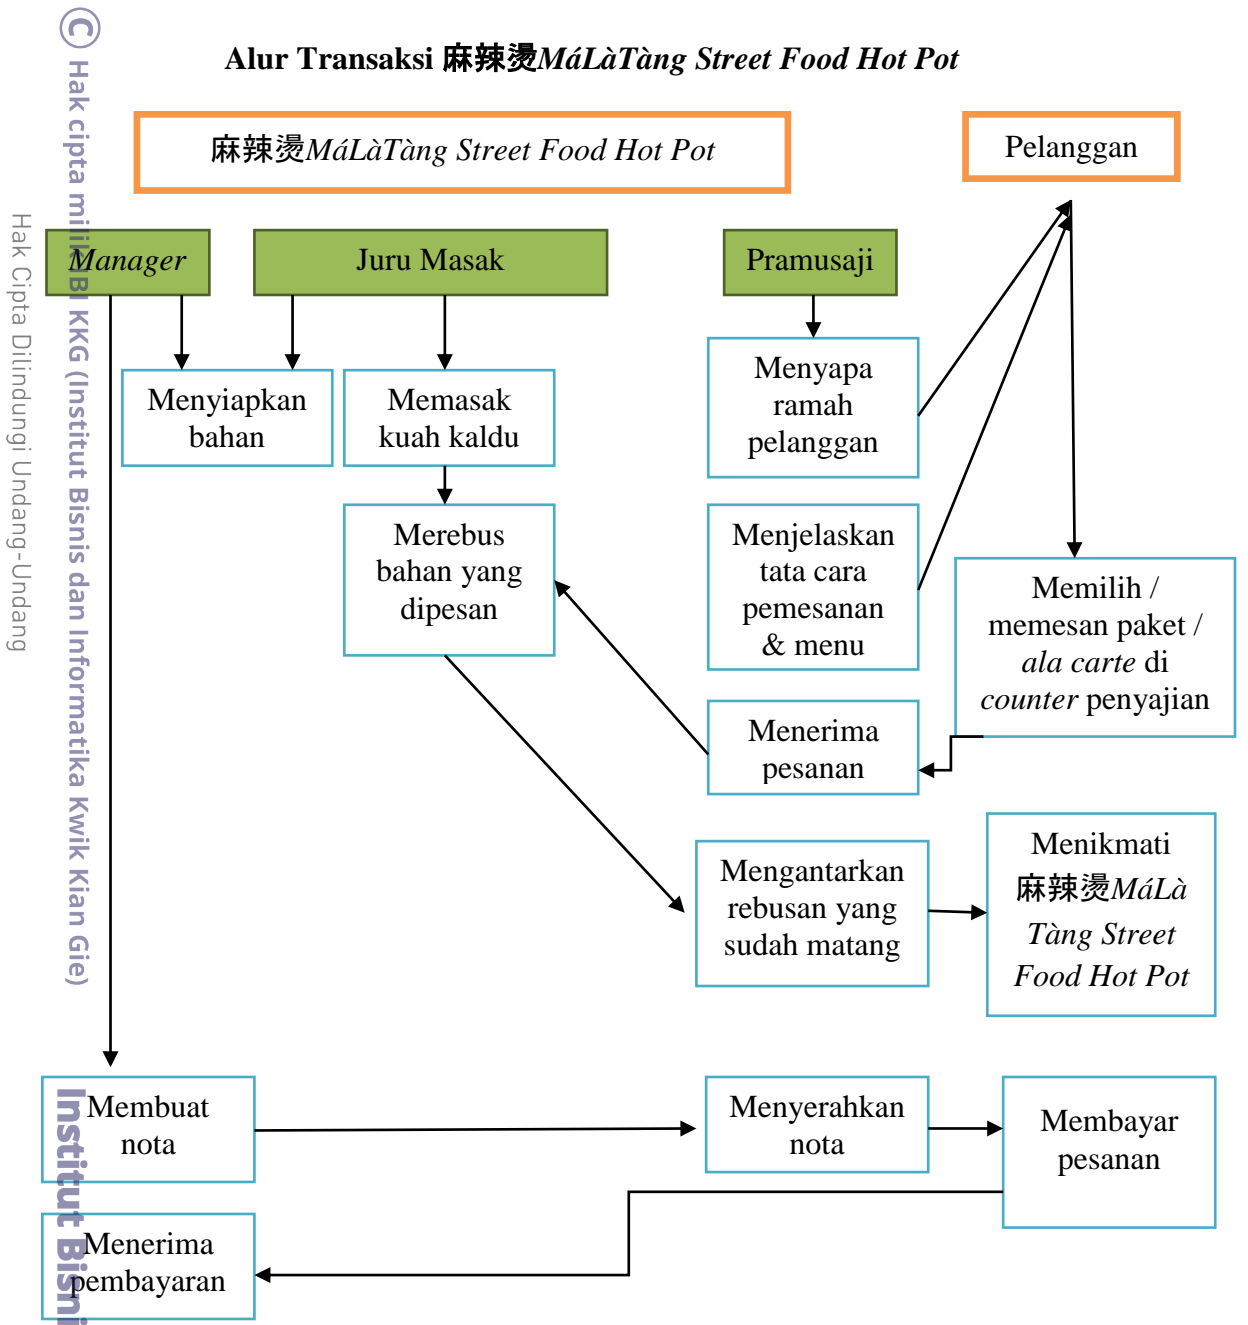 Alur Transaksi 麻辣燙MáLàTàng Street Food Hot Pot
麻辣燙MáLàTàng Street Food Hot Pot
Pelanggan
Manager
Juru Masak
Pramusaji
Menyiapkan
bahan
Memasak
kuah kaldu
Menyapa
ramah
pelanggan
Merebus
bahan yang
dipesan
Menjelaskan
tata cara
pemesanan
& menu
Memilih /
memesan paket /
ala carte di
counter penyajian
Menerima
pesanan
Mengantarkan
rebusan yang
sudah matang
Menikmati
麻辣燙MáLà
Tàng Street
Food Hot Pot
Membuat
nota
Menyerahkan
nota
Membayar
pesanan
Menerima
pembayaran
© Hak cipta milik IBI KKG (Institut Bisnis dan Informatika Kwik Kian Gie)
Hak Cipta Dilindungi Undang-Undang
Institut Bisni